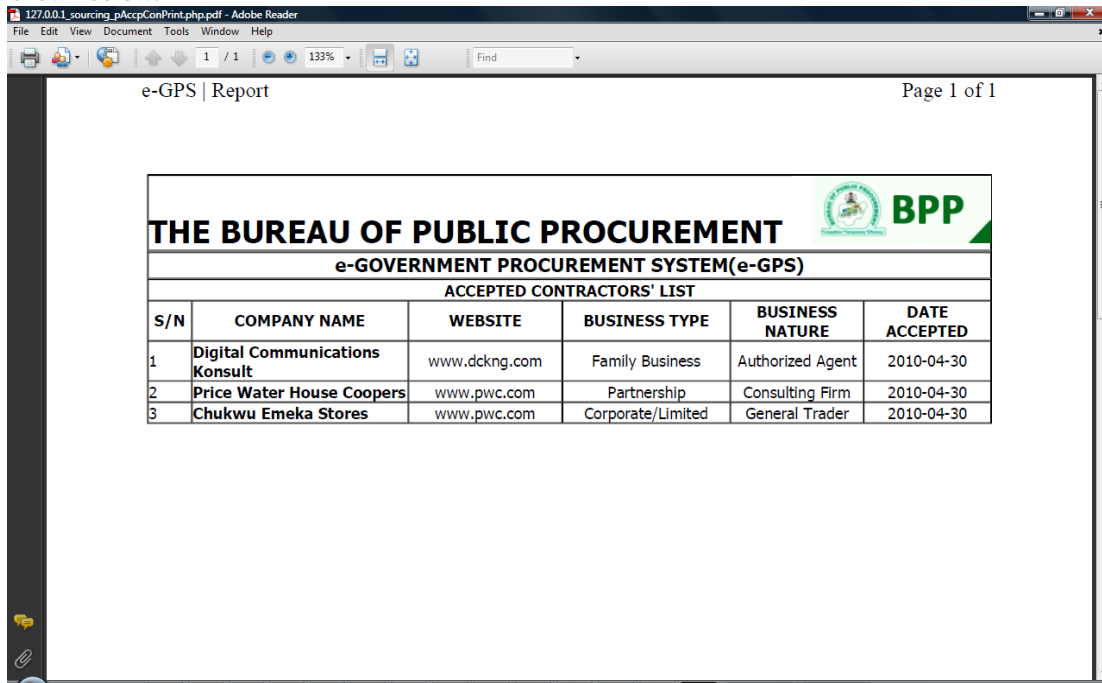 127.0.0.1_sourcing_pAccpConPrint.php.pdf - Adobe Reader
File Edit View Document Tools Window Help
1 / 1 133% Find
e-GPS | Report Page 1 of 1
THE BUREAU OF PUBLIC PROCUREMENT BPP
e-GOVERNMENT PROCUREMENT SYSTEM(e-GPS)
ACCEPTED CONTRACTORS' LIST
S/N COMPANY NAME WEBSITE BUSINESS TYPE BUSINESS NATURE DATE ACCEPTED
1 Digital Communications Konsult www.dckng.com Family Business Authorized Agent 2010-04-30
2 Price Water House Coopers www.pwc.com Partnership Consulting Firm 2010-04-30
3 Chukwu Emeka Stores www.pwc.com Corporate/Limited General Trader 2010-04-30